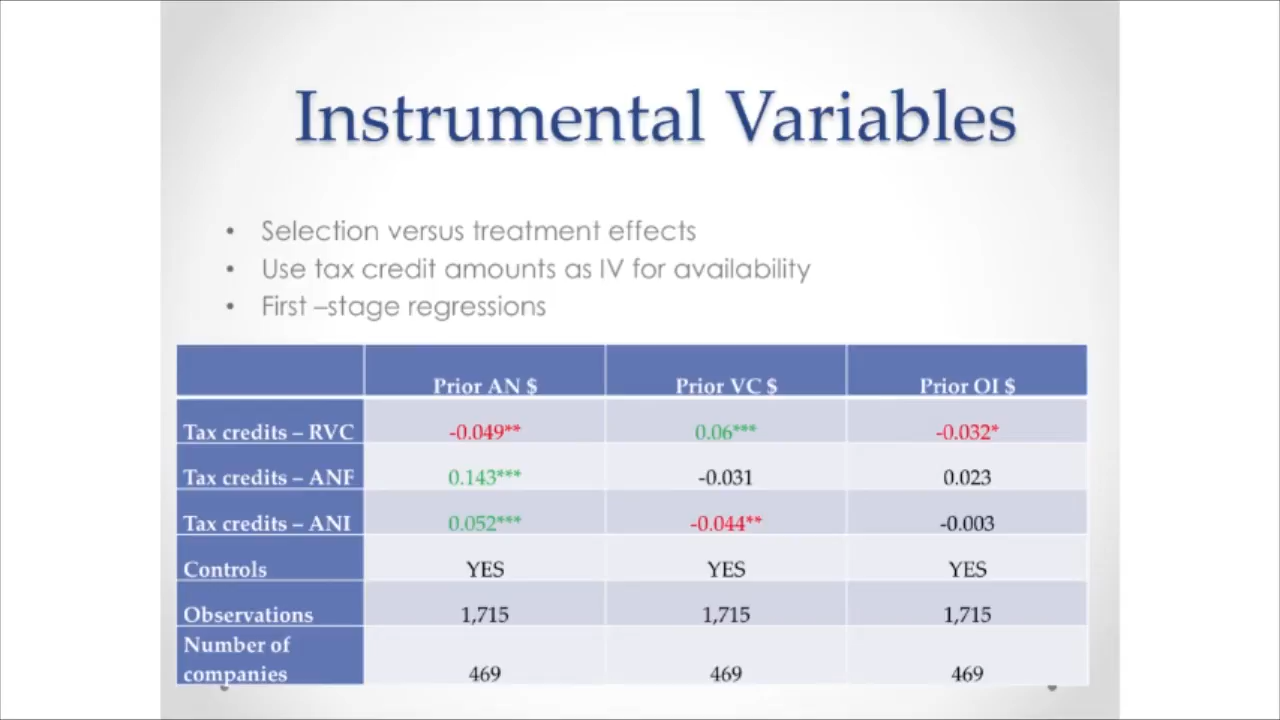 Instrumental Variables
• Selection versus treatment effects
• Use tax credit amounts as IV for availability
• First –stage regressions
Prior AN $ Prior VC $ Prior OI $
Tax credits – RVC -0.049** 0.06*** -0.032*
Tax credits – ANF 0.143*** -0.031 0.023
Tax credits – ANI 0.052*** -0.044** -0.003
Controls YES YES YES
Observations 1,715 1,715 1,715
Number of
companies 469 469 469